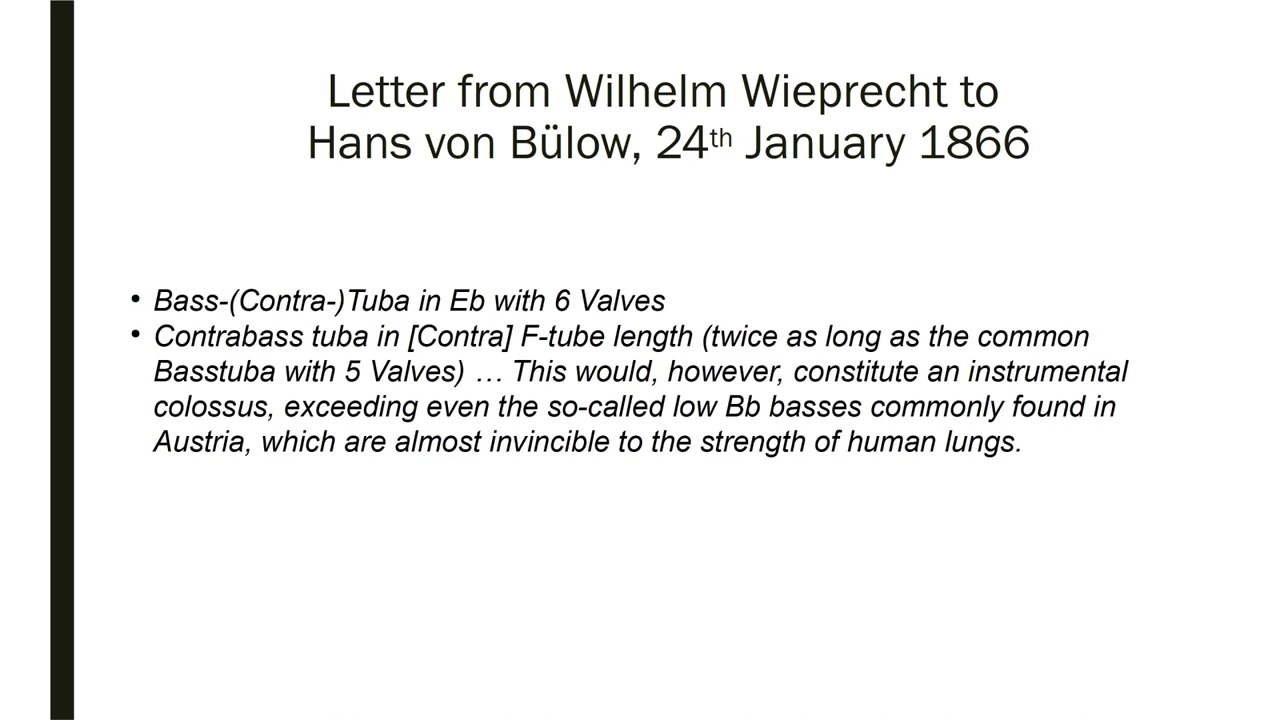 Letter from Wilhelm Wieprecht to
Hans von Bülow, 24th January 1866
• Bass-(Contra-)Tuba in Eb with 6 Valves
• Contrabass tuba in [Contra] F-tube length (twice as long as the common
Basstuba with 5 Valves) … This would, however, constitute an instrumental
colossus, exceeding even the so-called low Bb basses commonly found in
Austria, which are almost invincible to the strength of human lungs.